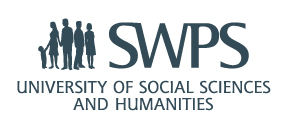 SWPS
UNIVERSITY OF SOCIAL SCIENCES
AND HUMANITIES